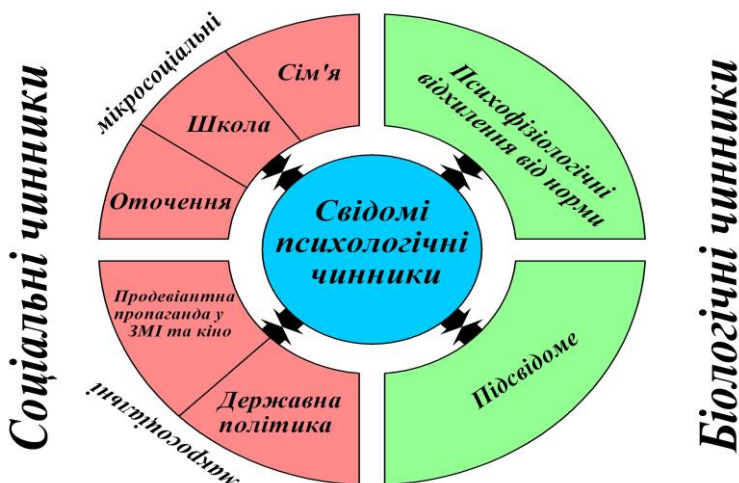 Соціальні чинники
мікросоціальні
Сім'я
Школа
Оточення
Продевіантна
пропаганда у
ЗМІ та кіно
Державна
політика
макросоціальні
Свідомі
психологічні
чинники
Психофізіологічні
відхилення від норми
Підсвідоме
Біологічні чинники